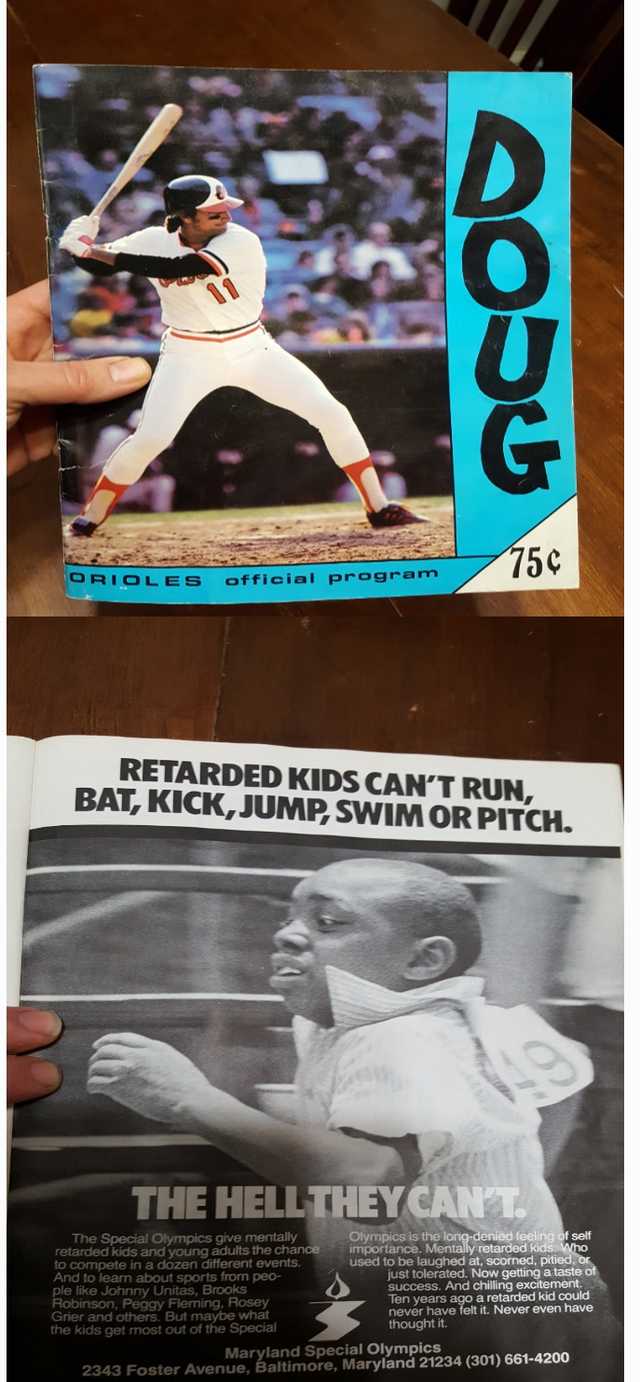 DOUG
11
ORIOLES official program
75¢
RETARDED KIDS CAN'T RUN,
BAT, KICK, JUMP, SWIM OR PITCH.
19
THE HELL THEY CAN'T.
The Special Olympics give mentally
retarded kids and young adults the chance
to compete in a dozen different events.
And to learn about sports from peo-
ple like Johnny Unitas, Brooks
Robinson, Peggy Fleming, Rosey
Grier and others. But maybe what
the kids get most out of the Special
Olympics is the long-denied feeling of self
importance. Mentally retarded kids. Who
used to be laughed at, scorned, pitied, or
just tolerated. Now getting a taste of
success. And chilling excitement.
Ten years ago a retarded kid could
never have felt it. Never even have
thought it.
Maryland Special Olympics
2343 Foster Avenue, Baltimore, Maryland 21234 (301) 661-4200